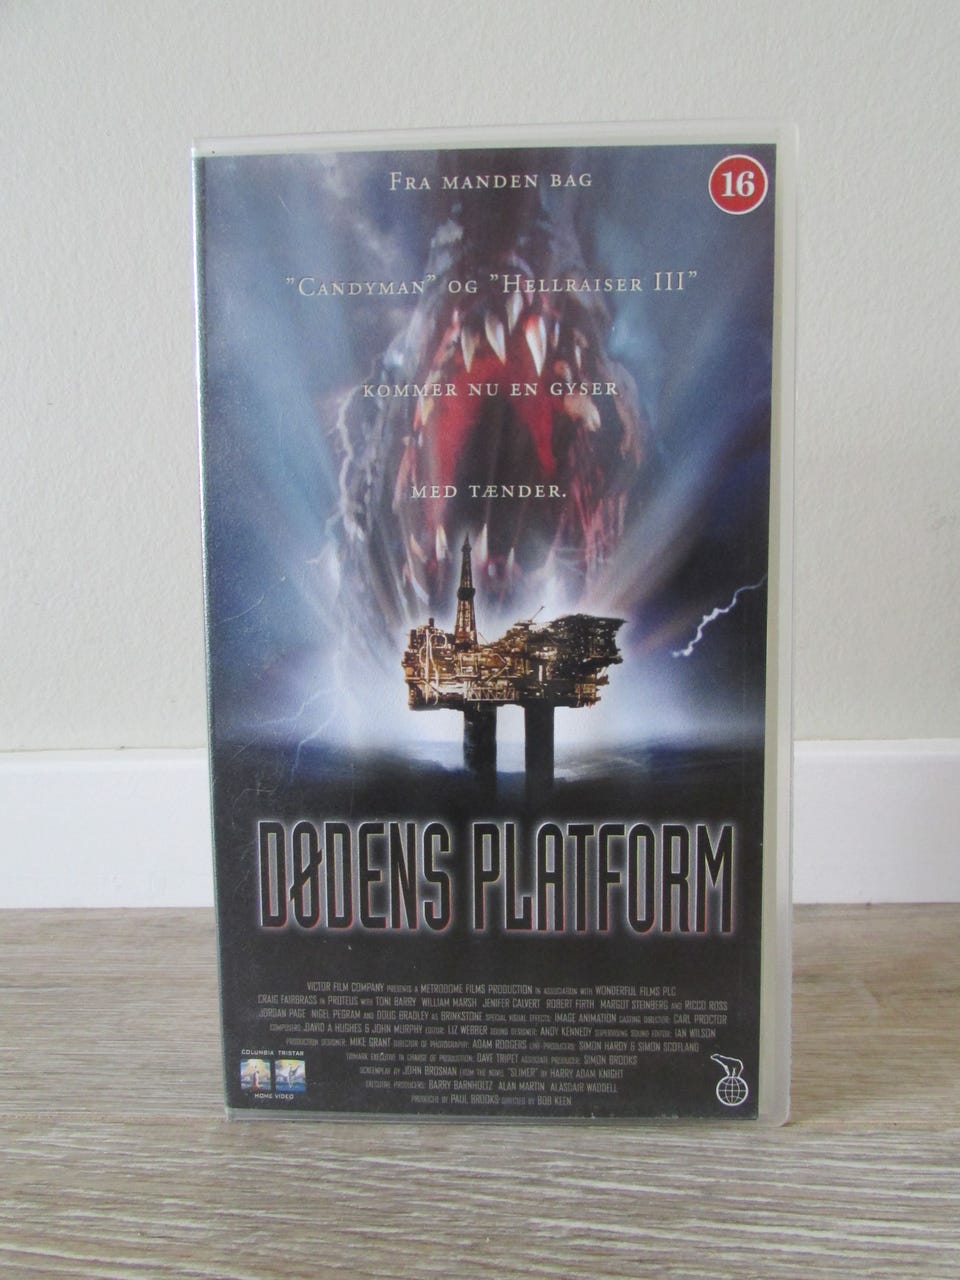 FRA MANDEN BAG
16
"CANDYMAN" OG "HELLRAISER III"
KOMMER NU EN GYSER
MED TÆNDER.
DØDENS PLATFORM
VICTOR FILM COMPANY PRESENTS A METRODOME FILMS PRODUCTION IN ASSOCIATION WITH WONDERFUL FILMS PLC
CRAIG FAIRBRASS IN PROTEUS WITH TONI BARRY WILLIAM MARSH JENIFER CALVERT ROBERT FIRTH MARGOT STEINBERG AND RICCO ROSS
JORDAN PAGE NIGEL PEGRAM AND DOUG BRADLEY AS BRINKSTONE SPECIAL VISUAL EFFECTS: IMAGE ANIMATION CASTING DIRECTOR: CARL PROCTOR
COMPOSERS: DAVID A HUGHES & JOHN MURPHY EDITOR: LIZ WEBBER SOUND DESIGNER: ANDY KENNEDY SUPERVISING SOUND EDITOR: IAN WILSON
PRODUCTION DESIGNER: MIKE GRANT DIRECTOR OF PHOTOGRAPHY: ADAM RODGERS LINE PRODUCERS: SIMON HARDY & SIMON SCOTLAND
EXECUTIVE IN CHARGE OF PRODUCTION: DAVE TRIPET ASSOCIATE PRODUCER: SIMON BROOKS
SCREENPLAY BY JOHN BROSNAN FROM THE NOVEL "SLIMER" BY HARRY ADAM KNIGHT
EXECUTIVE PRODUCERS: BARRY BARNHOLTZ ALAN MARTIN ALASDAIR WADDELL
PRODUCED BY PAUL BROOKS DIRECTED BY BOB KEEN
COLUMBIA TRISTAR
HOME VIDEO